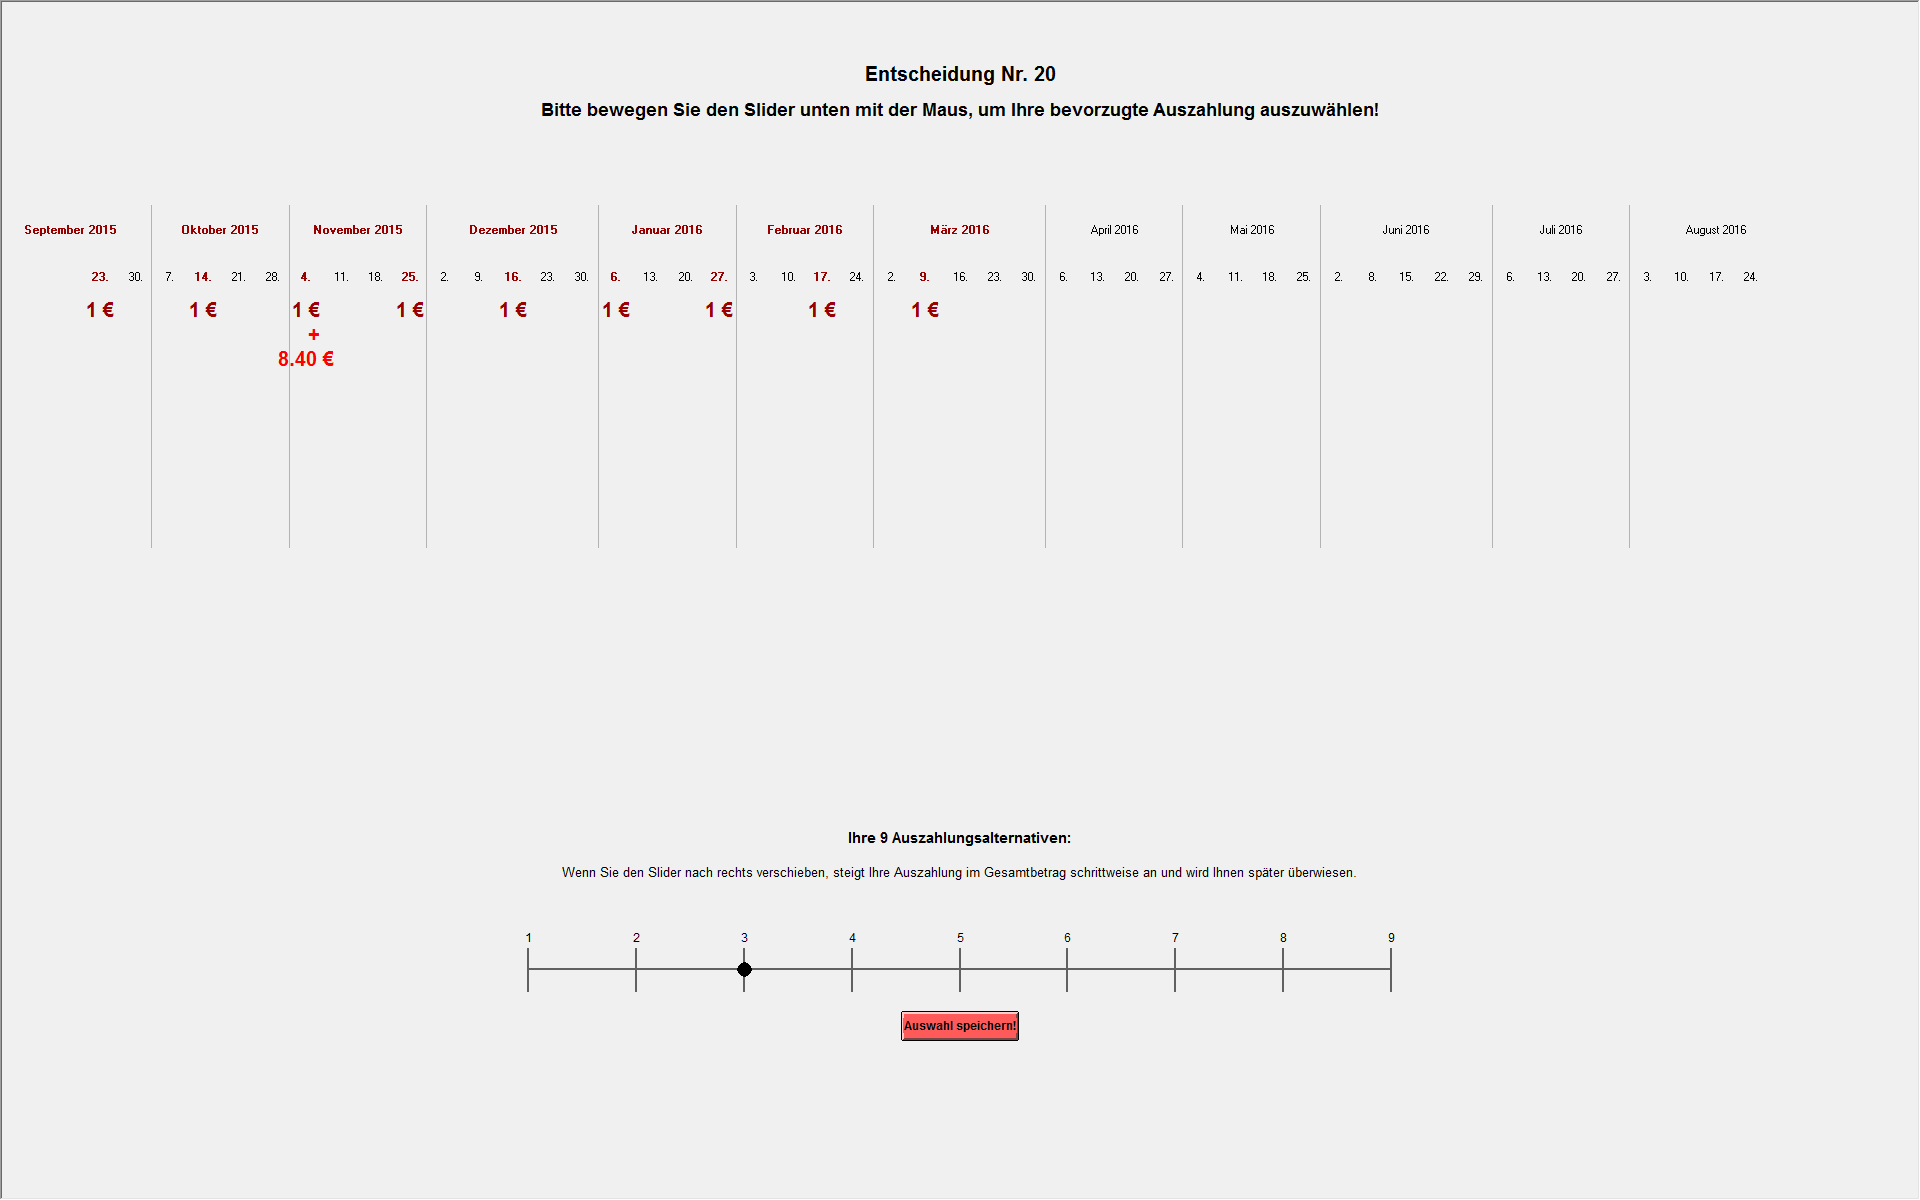 Entscheidung Nr. 20
Bitte bewegen Sie den Slider unten mit der Maus, um Ihre bevorzugte Auszahlung auszuwählen!
September 2015 Oktober 2015 November 2015 Dezember 2015 Januar 2016 Februar 2016 März 2016 April 2016 Mai 2016 Juni 2016 Juli 2016 August 2016
23. 30. 7. 14. 21. 28. 4. 11. 18. 25. 2. 9. 16. 23. 30. 6. 13. 20. 27. 3. 10. 17. 24. 2. 9. 16. 23. 30. 6. 13. 20. 27. 4. 11. 18. 25. 2. 8. 15. 22. 29. 6. 13. 20. 27. 3. 10. 17. 24.
1 € 1 € 1 € 1 € 1 € 1 € 1 € 1 € 1 €
+
8.40 €
Ihre 9 Auszahlungsalternativen:
Wenn Sie den Slider nach rechts verschieben, steigt Ihre Auszahlung im Gesamtbetrag schrittweise an und wird Ihnen später überwiesen.
1 2 3 4 5 6 7 8 9
Auswahl speichern!